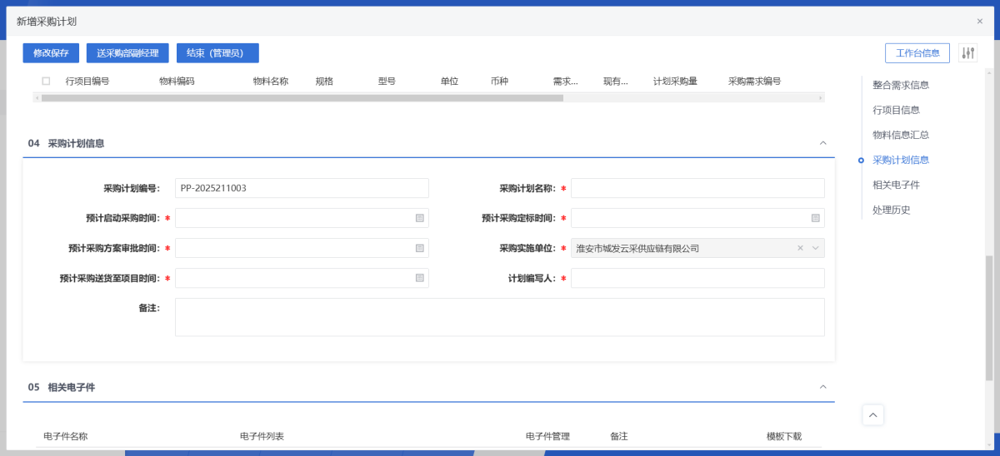 新增采购计划
修改保存 送采购部副经理 结束（管理员） 工作台信息
行项目编号 物料编码 物料名称 规格 型号 单位 币种 需求... 现有... 计划采购量 采购需求编号
整合需求信息
行项目信息
物料信息汇总
采购计划信息
相关电子件
处理历史
04 采购计划信息
采购计划编号： PP-2025211003 采购计划名称： *
预计启动采购时间： * 预计采购定标时间： *
预计采购方案审批时间： * 采购实施单位： * 淮安市城发云采供应链有限公司
预计采购送货至项目时间： * 计划编写人： *
备注：
05 相关电子件
电子件名称 电子件列表 电子件管理 备注 模板下载